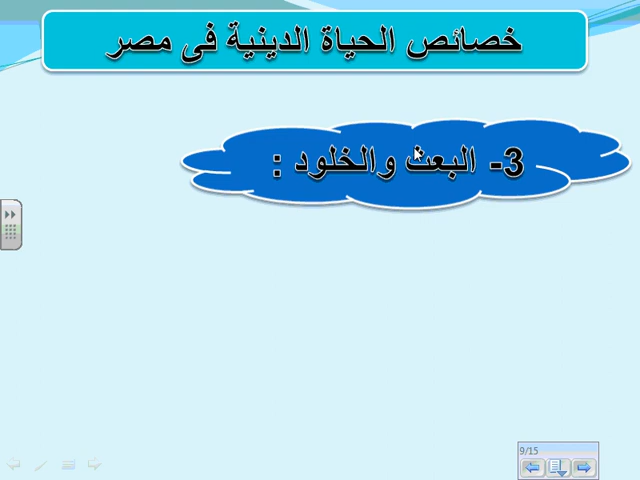 خصائص الحياة الدينية فى مصر
3- البعث والخلود :
9/15